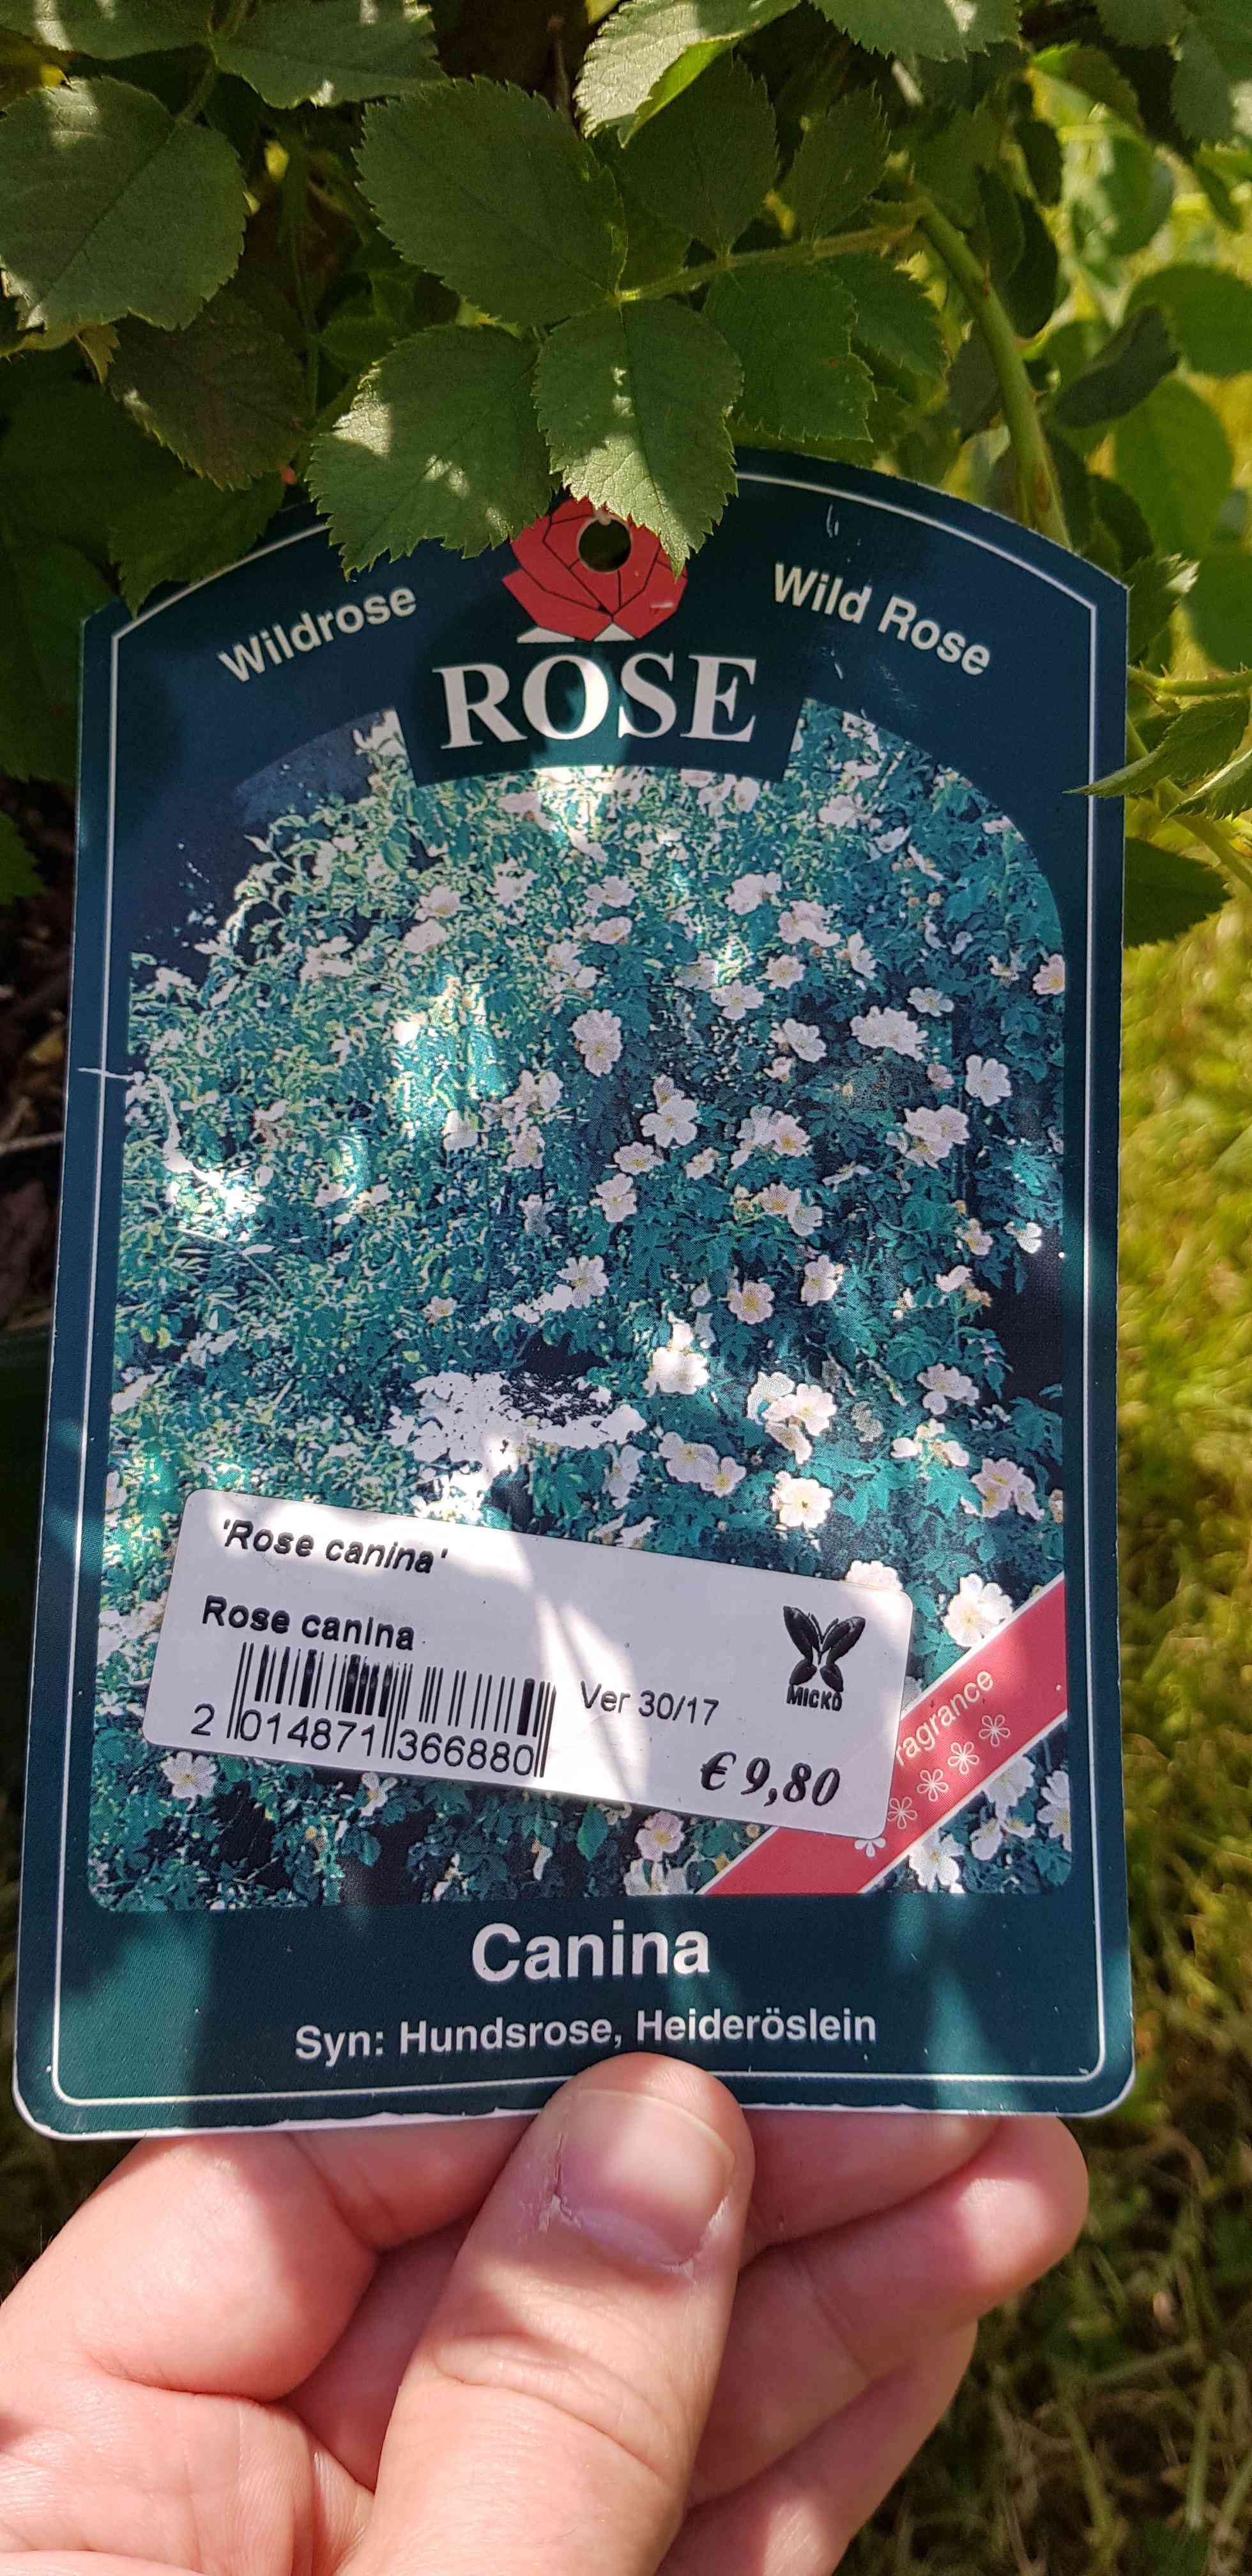 Wildrose
Wild Rose
ROSE
'Rose canina'
Rose canina
Ver 30/17
MICKO
2 014871 366880
€ 9,80
ragrance
Canina
Syn: Hundsrose, Heideröslein